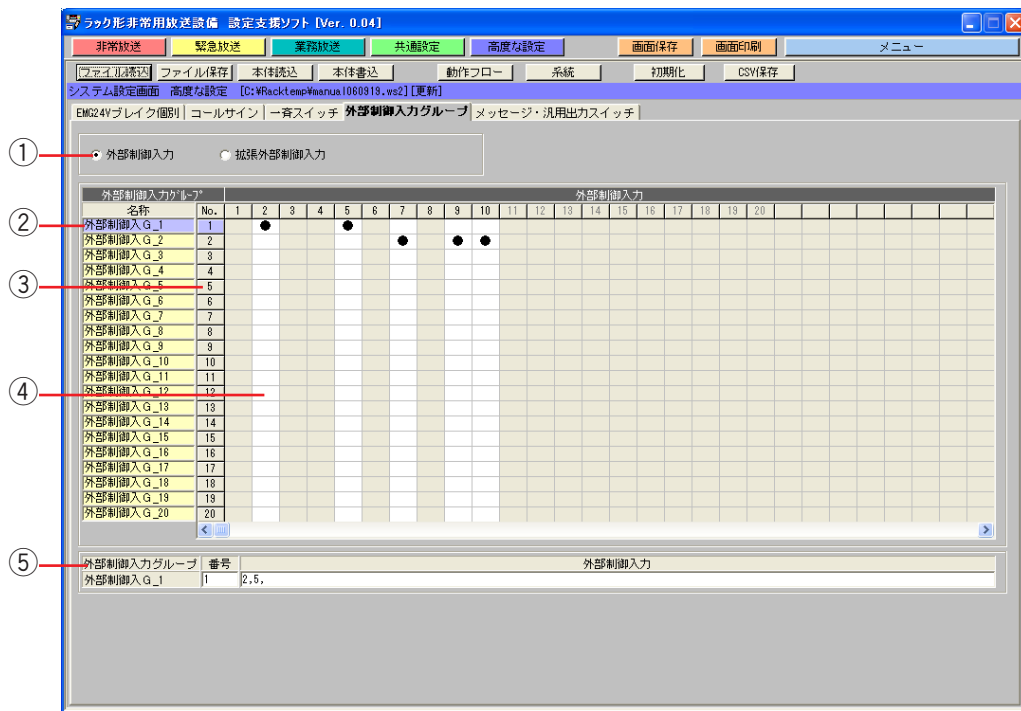 ラック形非常用放送設備 設定支援ソフト [Ver. 0.04]
非常放送 緊急放送 業務放送 共通設定 高度な設定 画面保存 画面印刷 メニュー
ファイル読込 ファイル保存 本体読込 本体書込 動作フロー 系統 初期化 CSV保存
システム設定画面 高度な設定 [C:¥Racktemp¥manual060919.ws2][更新]
EMG24Vブレイク個別 コールサイン 一斉スイッチ 外部制御入力グループ メッセージ・汎用出力スイッチ
① 外部制御入力 拡張外部制御入力
外部制御入力グループ 外部制御入力
名称 No. 1 2 3 4 5 6 7 8 9 10 11 12 13 14 15 16 17 18 19 20
② 外部制御入G_1 1 ● ●
外部制御入G_2 2 ● ● ●
外部制御入G_3 3
外部制御入G_4 4
③ 外部制御入G_5 5
外部制御入G_6 6
外部制御入G_7 7
外部制御入G_8 8
外部制御入G_9 9
外部制御入G_10 10
外部制御入G_11 11
④ 外部制御入G_12 12
外部制御入G_13 13
外部制御入G_14 14
外部制御入G_15 15
外部制御入G_16 16
外部制御入G_17 17
外部制御入G_18 18
外部制御入G_19 19
外部制御入G_20 20
⑤ 外部制御入力グループ 番号 外部制御入力
外部制御入G_1 1 2,5,